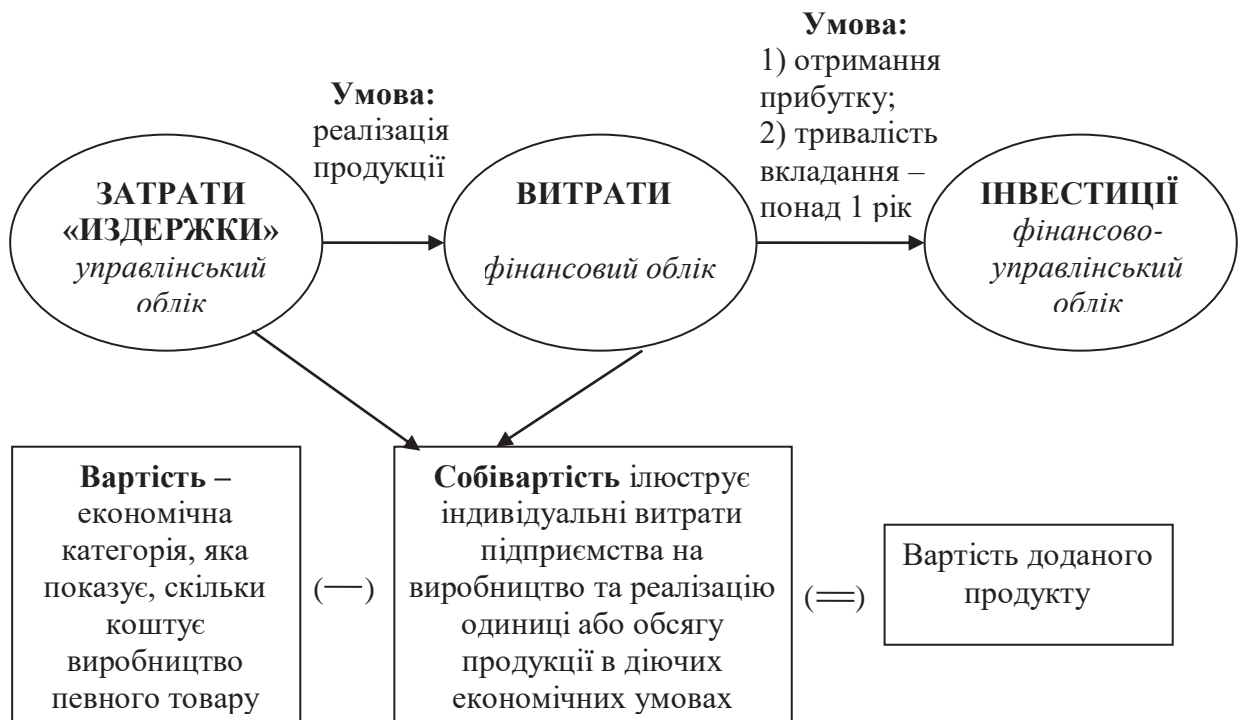 Умова:
1) отримання
прибутку;
2) тривалість
вкладання –
понад 1 рік
Умова:
реалізація
продукції
ЗАТРАТИ
«ИЗДЕРЖКИ»
управлінський
облік
ВИТРАТИ
фінансовий облік
ІНВЕСТИЦІЇ
фінансово-
управлінський
облік
Вартість –
економічна
категорія, яка
показує, скільки
коштує
виробництво
певного товару
(—)
Собівартість ілюструє
індивідуальні витрати
підприємства на
виробництво та реалізацію
одиниці або обсягу
продукції в діючих
економічних умовах
(=)
Вартість доданого
продукту